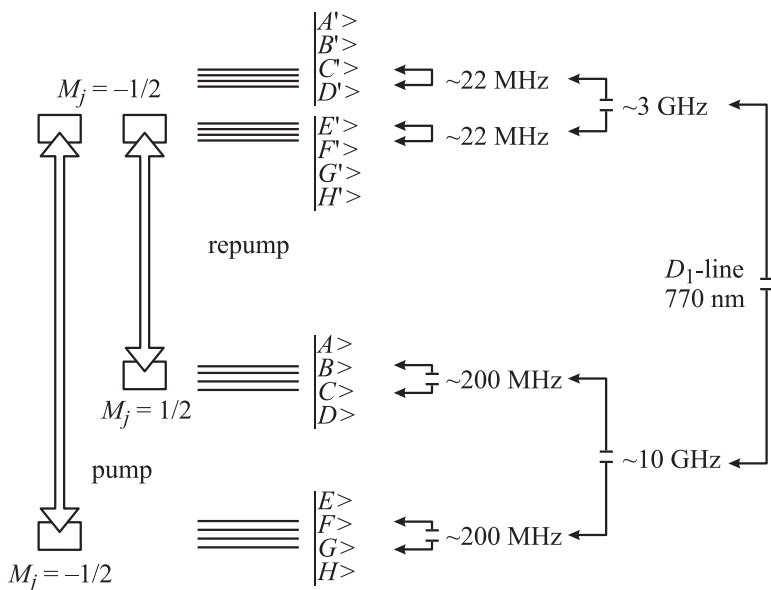 |A'>
|B'>
|C'>
|D'>
M_j = –1/2
~22 MHz
~3 GHz
|E'>
|F'>
|G'>
|H'>
~22 MHz
repump
D_1-line
770 nm
|A>
|B>
|C>
|D>
~200 MHz
M_j = 1/2
~10 GHz
pump
|E>
|F>
|G>
|H>
~200 MHz
M_j = –1/2